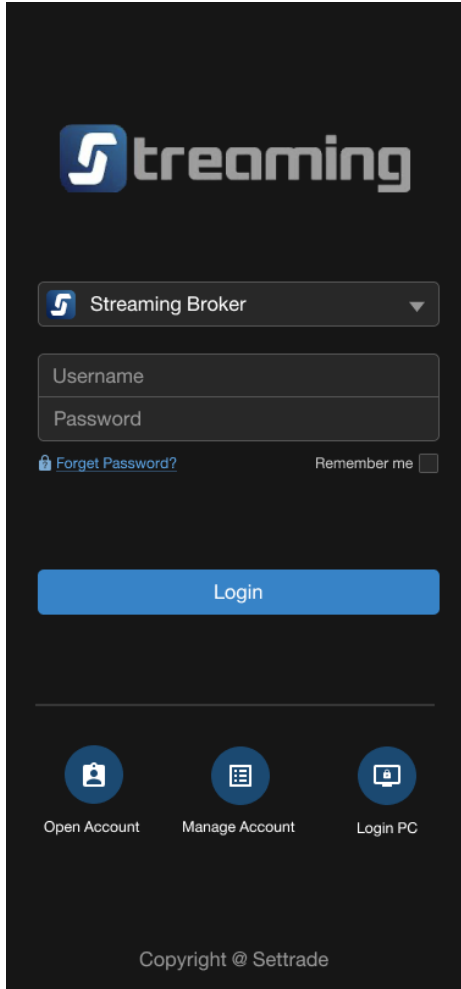 Streaming
Streaming Broker
Username
Password
Forget Password?
Remember me
Login
Open Account
Manage Account
Login PC
Copyright @ Settrade